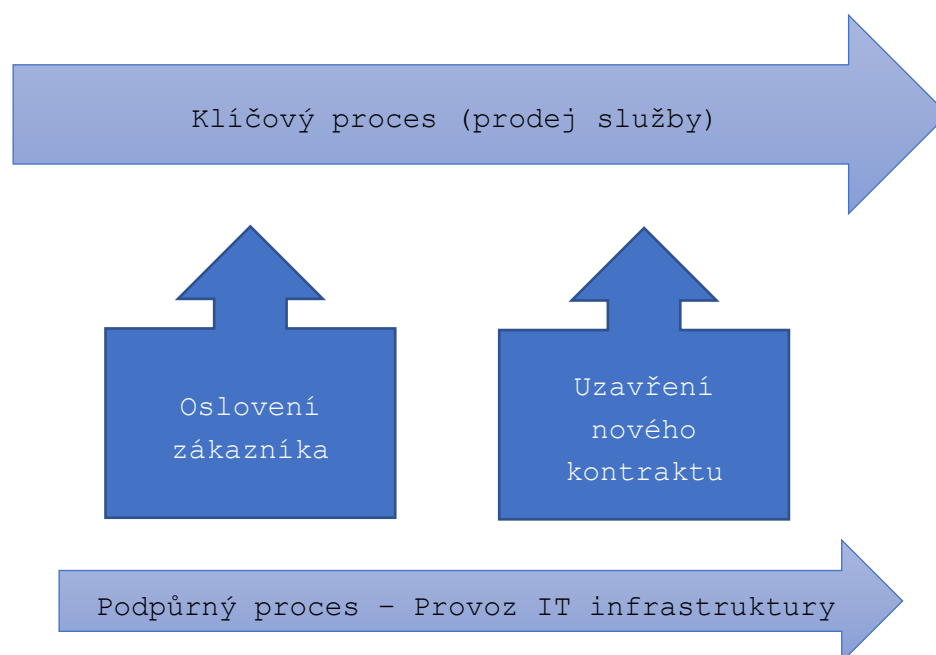 Klíčový proces (prodej služby)
Oslovení
zákazníka
Uzavření
nového
kontraktu
Podpůrný proces – Provoz IT infrastruktury